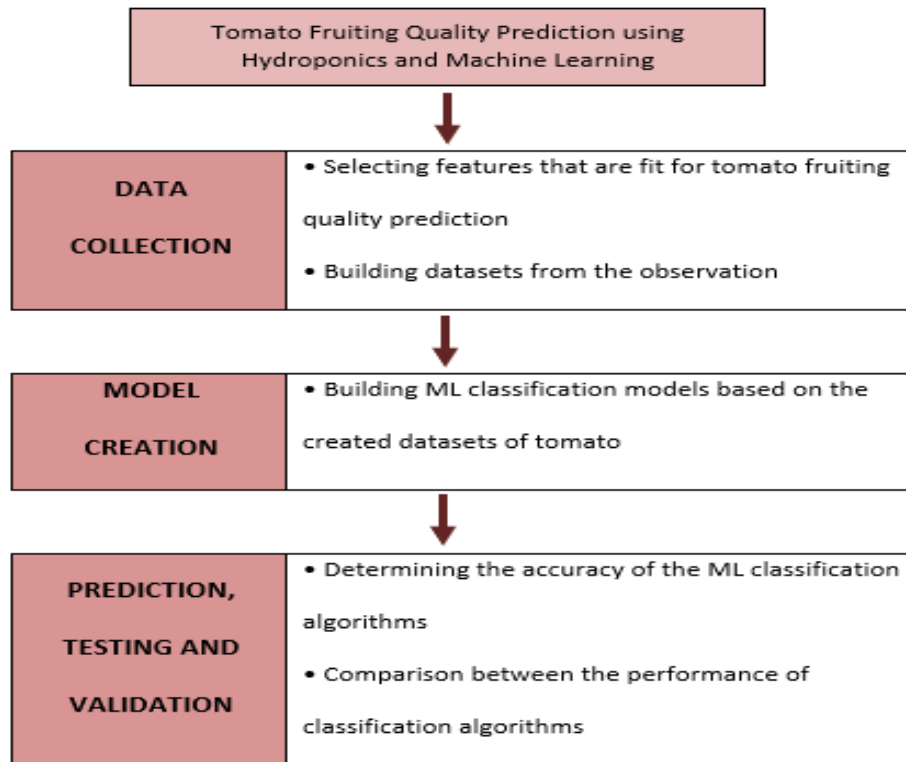 Tomato Fruiting Quality Prediction using
Hydroponics and Machine Learning
DATA
COLLECTION
• Selecting features that are fit for tomato fruiting
quality prediction
• Building datasets from the observation
MODEL
CREATION
• Building ML classification models based on the
created datasets of tomato
PREDICTION,
TESTING AND
VALIDATION
• Determining the accuracy of the ML classification
algorithms
• Comparison between the performance of
classification algorithms